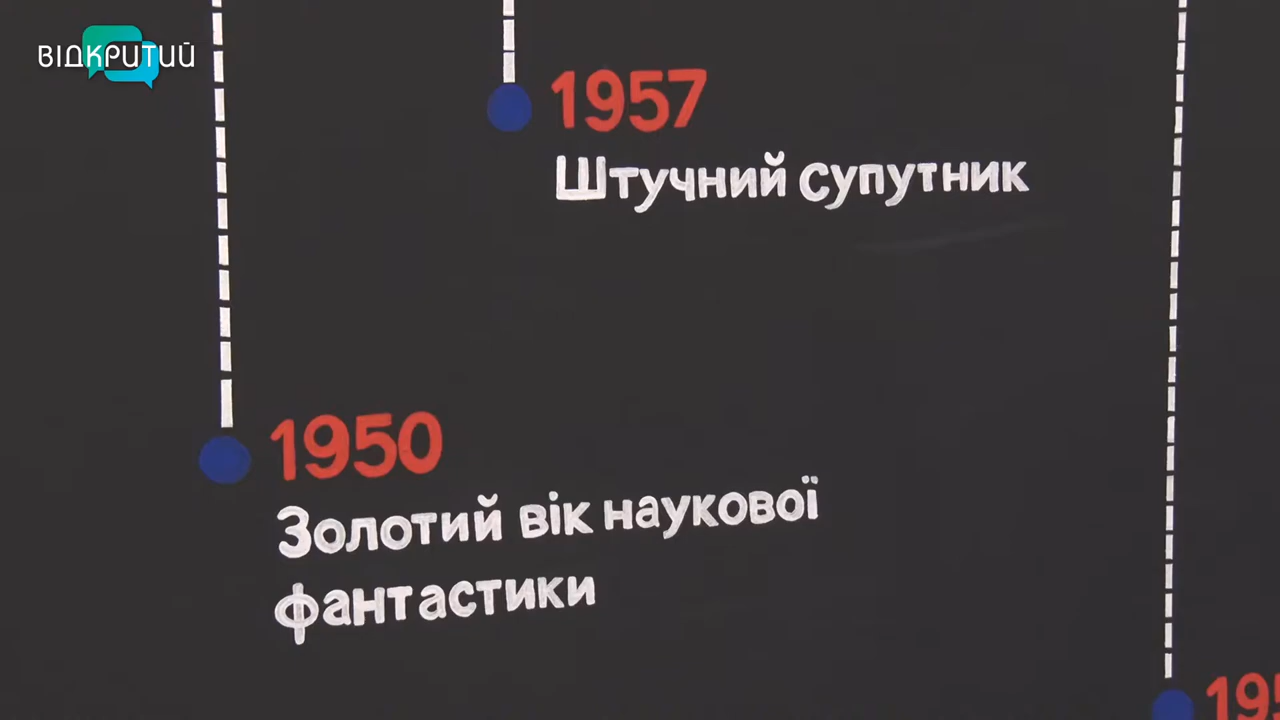 ВІДКРИТИЙ
1957
Штучний супутник
1950
Золотий вік наукової
фантастики